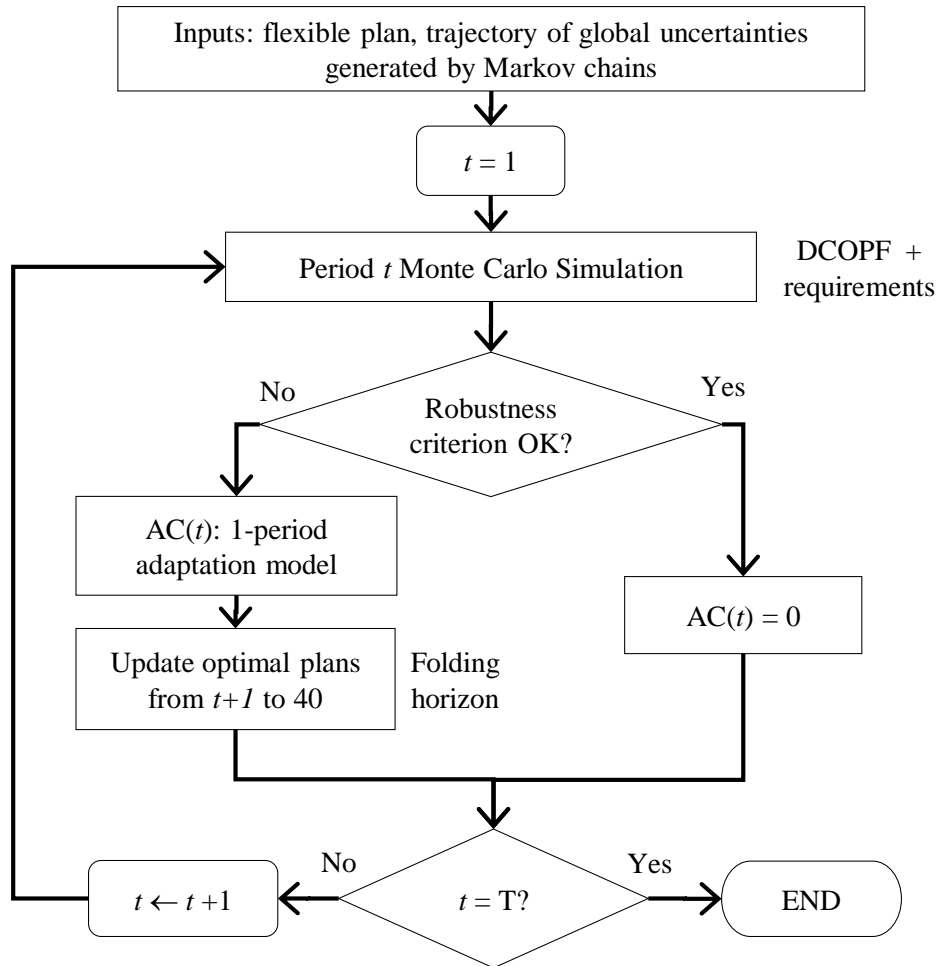 Inputs: flexible plan, trajectory of global uncertainties
generated by Markov chains
t = 1
Period t Monte Carlo Simulation
DCOPF +
requirements
No
Yes
Robustness
criterion OK?
AC(t): 1-period
adaptation model
AC(t) = 0
Update optimal plans
from t+1 to 40
Folding
horizon
No
Yes
t ← t +1
t = T?
END